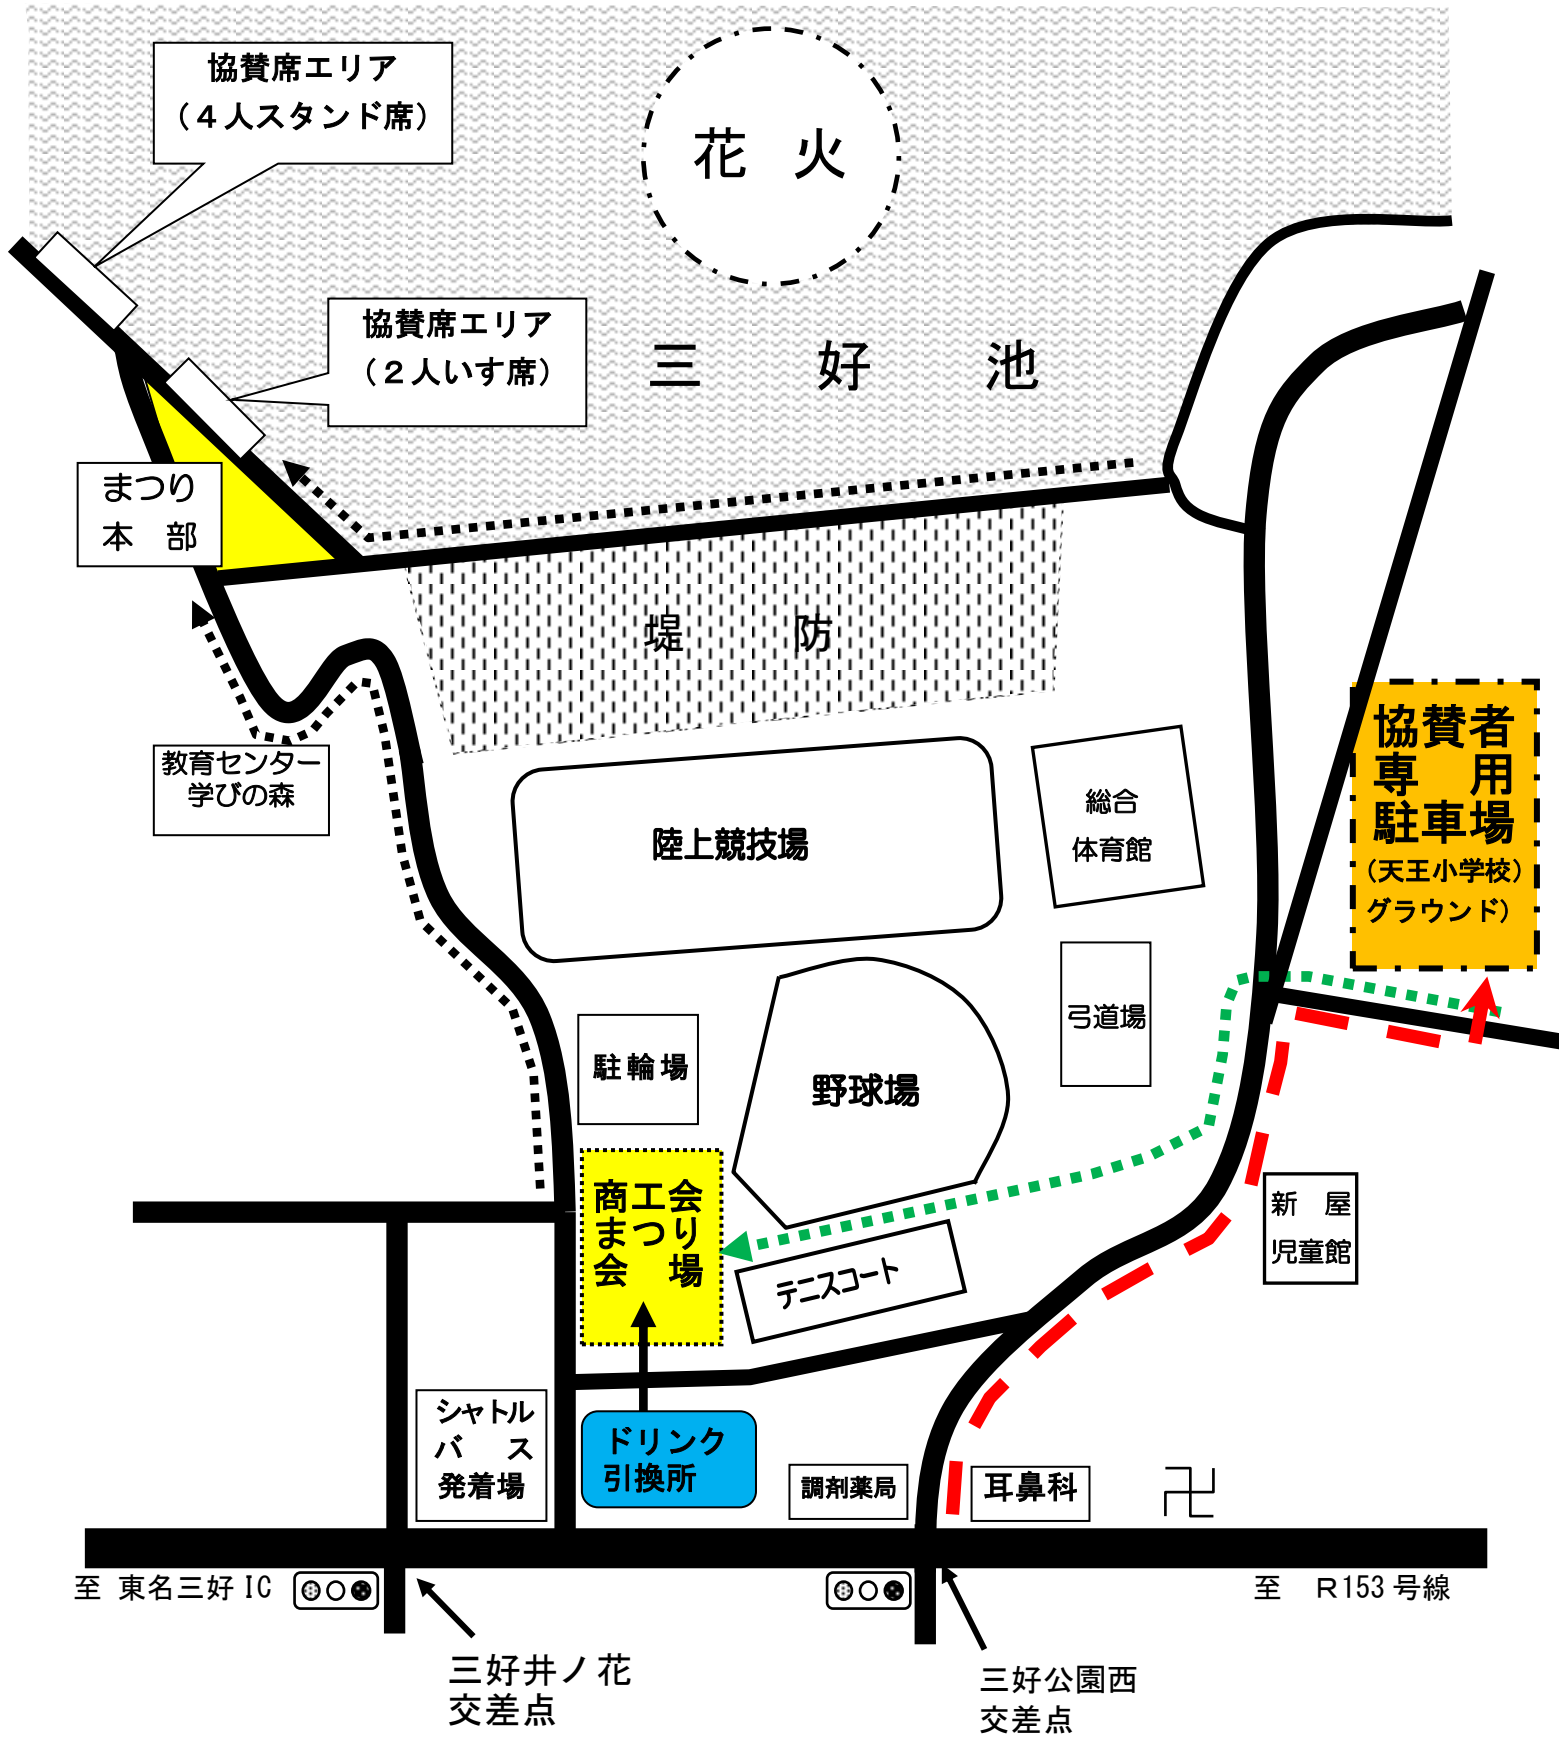 協賛席エリア
（４人スタンド席）
花　火
協賛席エリア
（２人いす席）
三　好　池
まつり
本　部
堤　防
教育センター
学びの森
陸上競技場
総合
体育館
協賛者
専　用
駐車場
（天王小学校）
グラウンド）
弓道場
駐輪場
野球場
商工会
まつり
会　場
新　屋
児童館
テニスコート
シャトル
バ　ス
発着場
ドリンク
引換所
調剤薬局
耳鼻科
卍
至 東名三好 IC
至　Ｒ153 号線
三好井ノ花
交差点
三好公園西
交差点